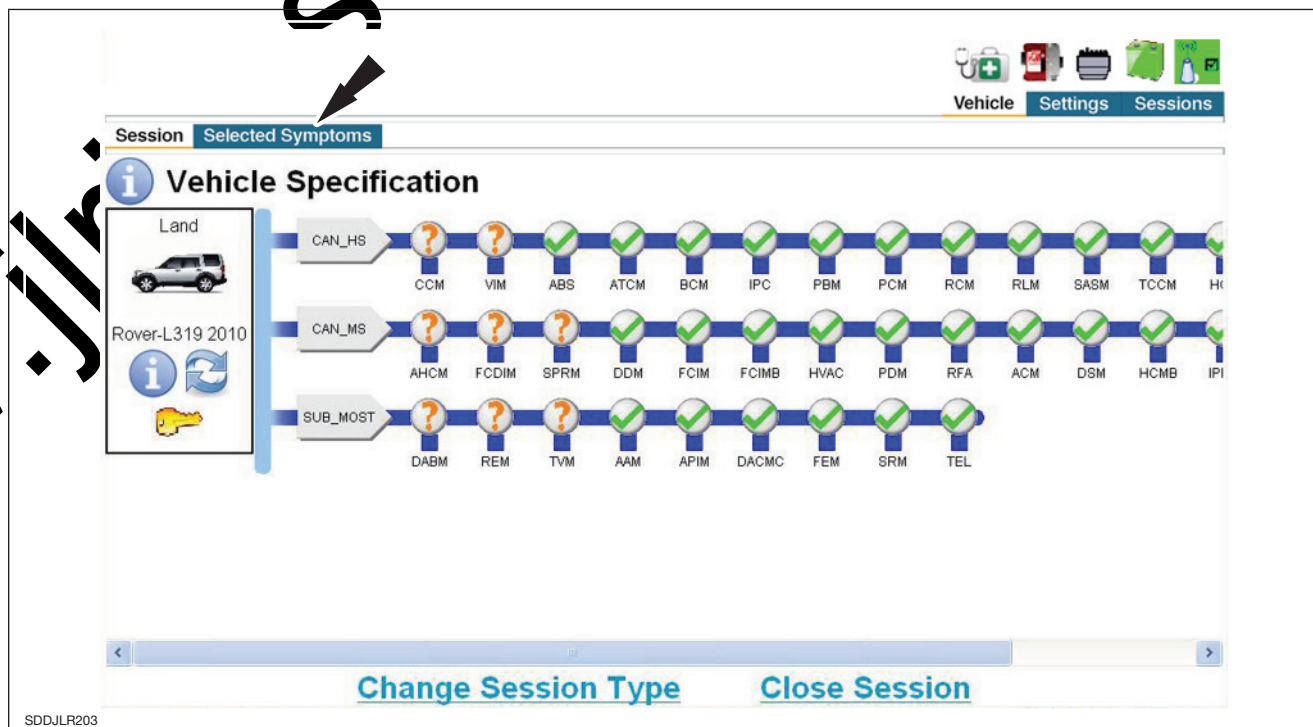 Vehicle Settings Sessions
Session Selected Symptoms
Vehicle Specification
Land
Rover-L319 2010
CAN_HS
CCM VIM ABS ATCM BCM IPC PBM PCM RCM RLM SASM TCCM
CAN_MS
AHCM FCDIM SPRM DDM FCIM FCIMB HVAC PDM RFA ACM DSM HCMB
SUB_MOST
DABM REM TVM AAM APIM DACMC FEM SRM TEL
Change Session Type Close Session
SDDJLR203